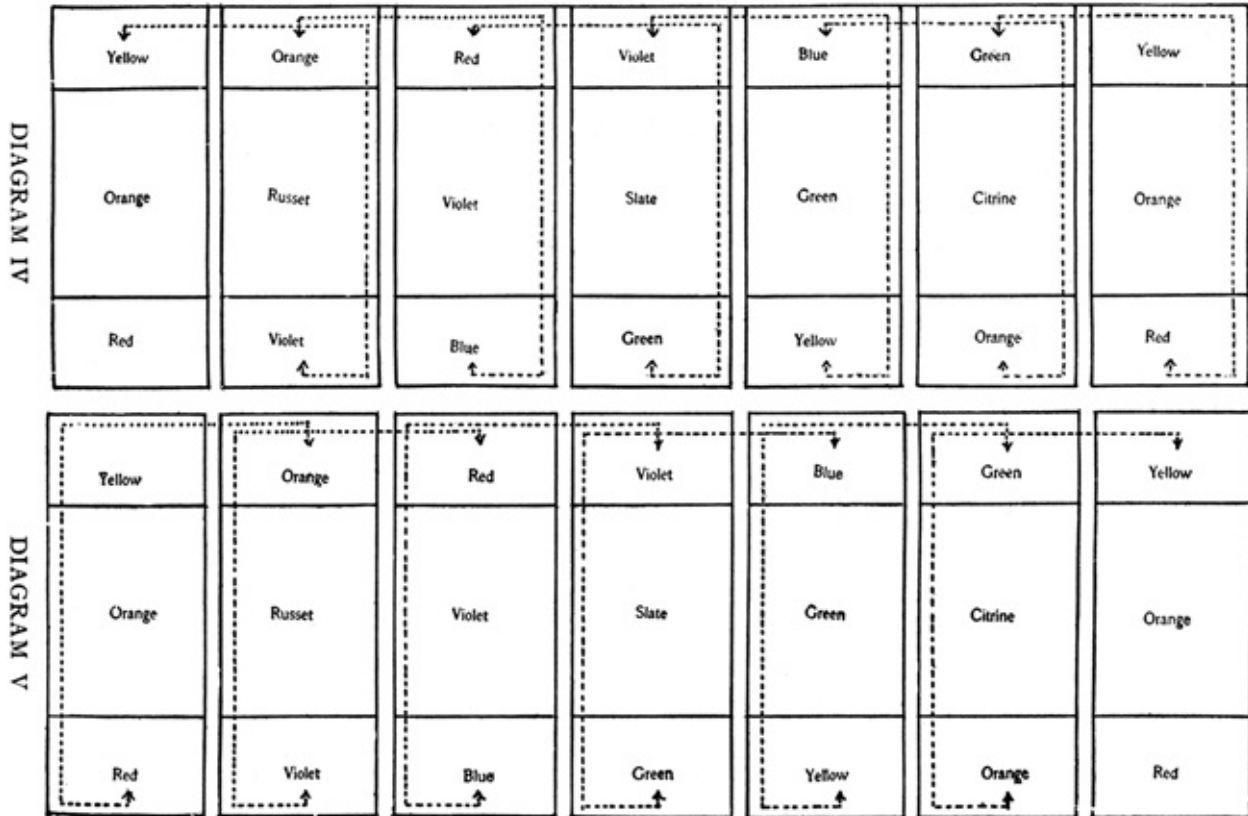 DIAGRAM IV
Yellow Orange Red Violet Blue Green Yellow
Orange Russet Violet Slate Green Citrine Orange
Red Violet Blue Green Yellow Orange Red
DIAGRAM V
Yellow Orange Red Violet Blue Green Yellow
Orange Russet Violet Slate Green Citrine Orange
Red Violet Blue Green Yellow Orange Red